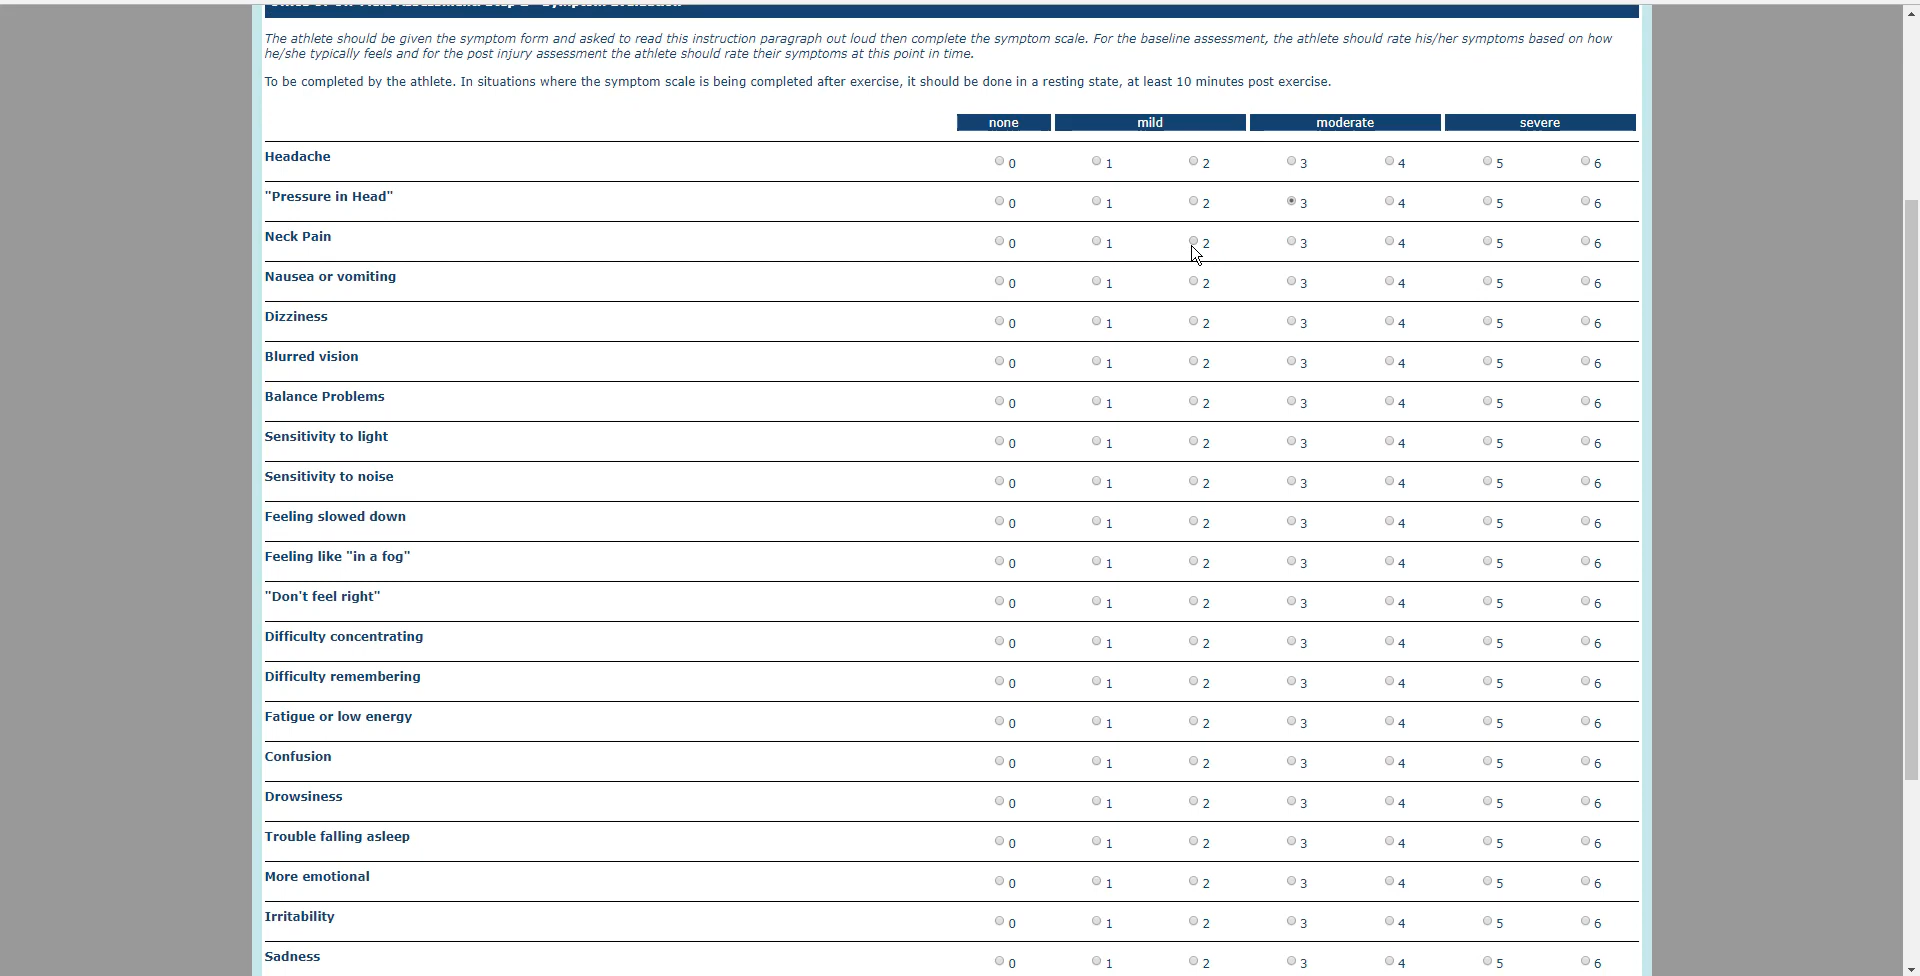 The athlete should be given the symptom form and asked to read this instruction paragraph out loud then complete the symptom scale. For the baseline assessment, the athlete should rate his/her symptoms based on how
he/she typically feels and for the post injury assessment the athlete should rate their symptoms at this point in time.
To be completed by the athlete. In situations where the symptom scale is being completed after exercise, it should be done in a resting state, at least 10 minutes post exercise.
none mild moderate severe
Headache 0 1 2 3 4 5 6
"Pressure in Head" 0 1 2 3 4 5 6
Neck Pain 0 1 2 3 4 5 6
Nausea or vomiting 0 1 2 3 4 5 6
Dizziness 0 1 2 3 4 5 6
Blurred vision 0 1 2 3 4 5 6
Balance Problems 0 1 2 3 4 5 6
Sensitivity to light 0 1 2 3 4 5 6
Sensitivity to noise 0 1 2 3 4 5 6
Feeling slowed down 0 1 2 3 4 5 6
Feeling like "in a fog" 0 1 2 3 4 5 6
"Don't feel right" 0 1 2 3 4 5 6
Difficulty concentrating 0 1 2 3 4 5 6
Difficulty remembering 0 1 2 3 4 5 6
Fatigue or low energy 0 1 2 3 4 5 6
Confusion 0 1 2 3 4 5 6
Drowsiness 0 1 2 3 4 5 6
Trouble falling asleep 0 1 2 3 4 5 6
More emotional 0 1 2 3 4 5 6
Irritability 0 1 2 3 4 5 6
Sadness 0 1 2 3 4 5 6